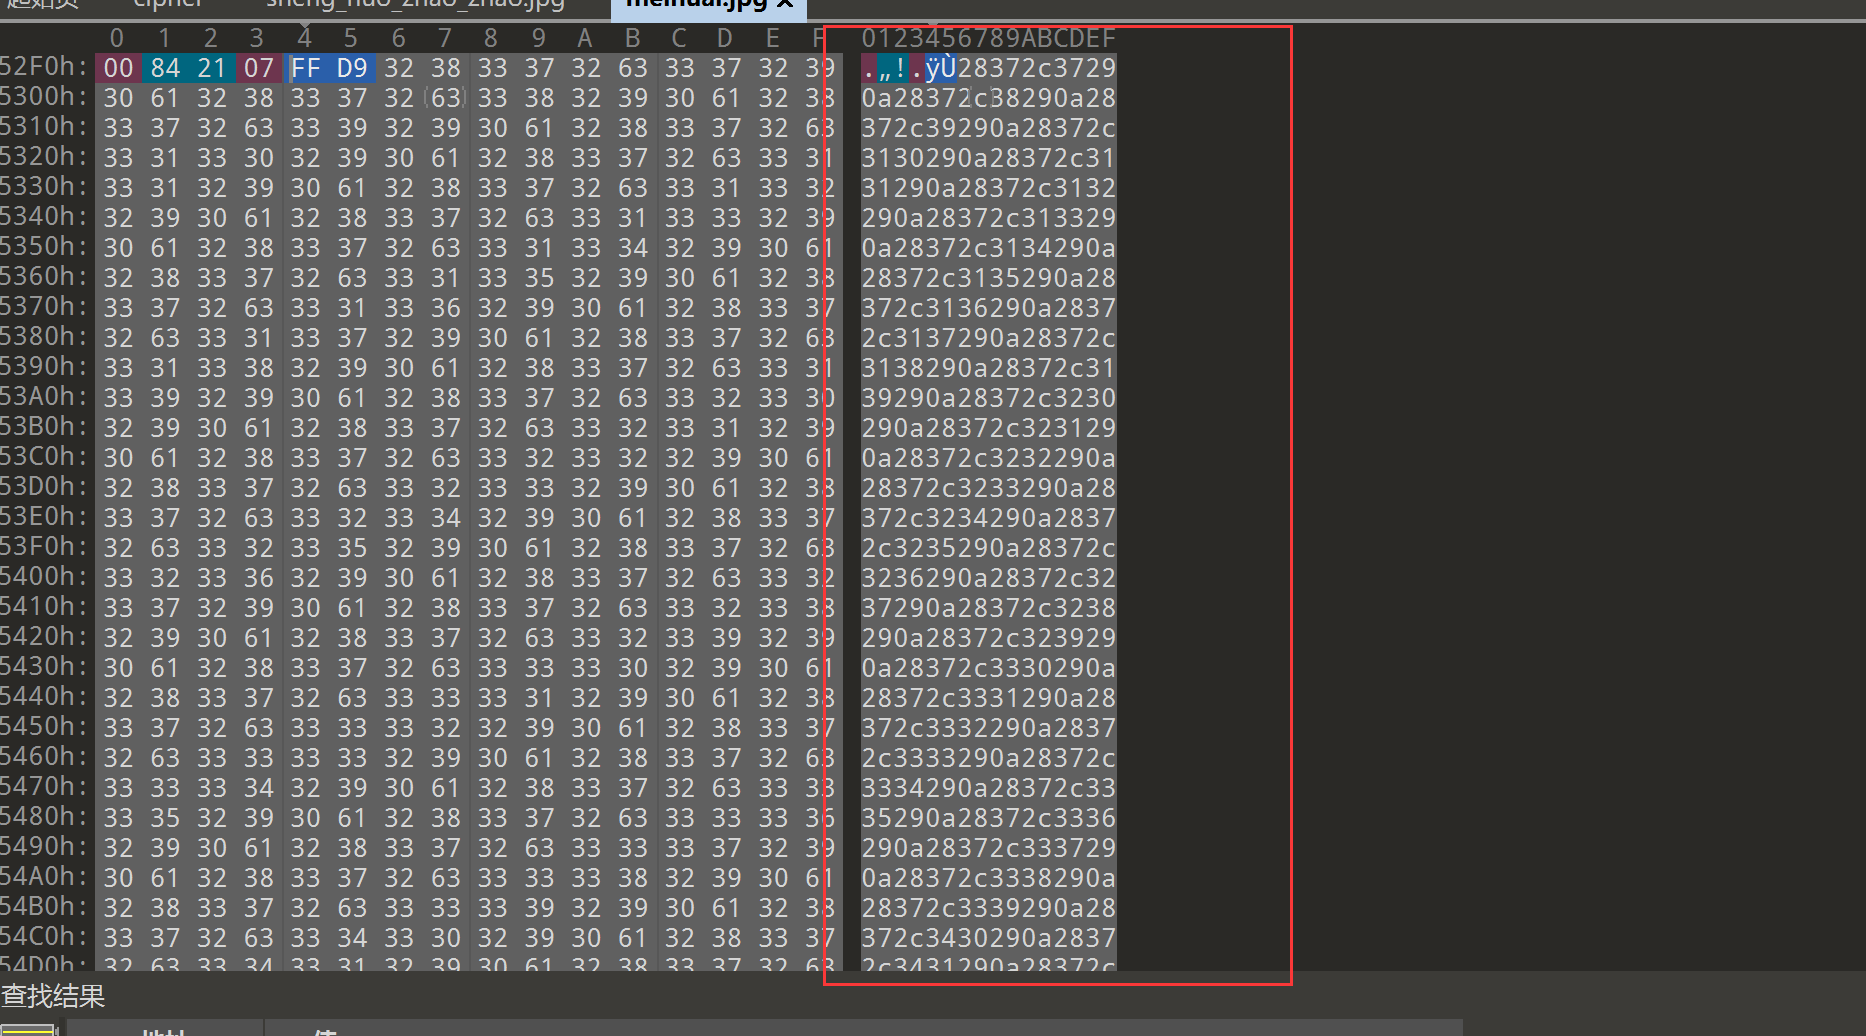 起始页 cipher sheng_huo_zhao_zhao.jpg meihuai.jpg ×
0 1 2 3 4 5 6 7 8 9 A B C D E F 0123456789ABCDEF
52F0h: 00 84 21 07 FF D9 32 38 33 37 32 63 33 37 32 39 .„!.ÿÙ28372c3729
5300h: 30 61 32 38 33 37 32 63 33 38 32 39 30 61 32 38 0a28372c38290a28
5310h: 33 37 32 63 33 39 32 39 30 61 32 38 33 37 32 63 372c39290a28372c
5320h: 33 31 33 30 32 39 30 61 32 38 33 37 32 63 33 31 3130290a28372c31
5330h: 33 31 32 39 30 61 32 38 33 37 32 63 33 31 33 32 31290a28372c3132
5340h: 32 39 30 61 32 38 33 37 32 63 33 31 33 33 32 39 290a28372c313329
5350h: 30 61 32 38 33 37 32 63 33 31 33 34 32 39 30 61 0a28372c3134290a
5360h: 32 38 33 37 32 63 33 31 33 35 32 39 30 61 32 38 28372c3135290a28
5370h: 33 37 32 63 33 31 33 36 32 39 30 61 32 38 33 37 372c3136290a2837
5380h: 32 63 33 31 33 37 32 39 30 61 32 38 33 37 32 63 2c3137290a28372c
5390h: 33 31 33 38 32 39 30 61 32 38 33 37 32 63 33 31 3138290a28372c31
53A0h: 33 39 32 39 30 61 32 38 33 37 32 63 33 32 33 30 39290a28372c3230
53B0h: 32 39 30 61 32 38 33 37 32 63 33 32 33 31 32 39 290a28372c323129
53C0h: 30 61 32 38 33 37 32 63 33 32 33 32 32 39 30 61 0a28372c3232290a
53D0h: 32 38 33 37 32 63 33 32 33 33 32 39 30 61 32 38 28372c3233290a28
53E0h: 33 37 32 63 33 32 33 34 32 39 30 61 32 38 33 37 372c3234290a2837
53F0h: 32 63 33 32 33 35 32 39 30 61 32 38 33 37 32 63 2c3235290a28372c
5400h: 33 32 33 36 32 39 30 61 32 38 33 37 32 63 33 32 3236290a28372c32
5410h: 33 37 32 39 30 61 32 38 33 37 32 63 33 32 33 38 37290a28372c3238
5420h: 32 39 30 61 32 38 33 37 32 63 33 32 33 39 32 39 290a28372c323929
5430h: 30 61 32 38 33 37 32 63 33 33 33 30 32 39 30 61 0a28372c3330290a
5440h: 32 38 33 37 32 63 33 33 33 31 32 39 30 61 32 38 28372c3331290a28
5450h: 33 37 32 63 33 33 33 32 32 39 30 61 32 38 33 37 372c3332290a2837
5460h: 32 63 33 33 33 33 32 39 30 61 32 38 33 37 32 63 2c3333290a28372c
5470h: 33 33 33 34 32 39 30 61 32 38 33 37 32 63 33 33 3334290a28372c33
5480h: 33 35 32 39 30 61 32 38 33 37 32 63 33 33 33 36 35290a28372c3336
5490h: 32 39 30 61 32 38 33 37 32 63 33 33 33 37 32 39 290a28372c333729
54A0h: 30 61 32 38 33 37 32 63 33 33 33 38 32 39 30 61 0a28372c3338290a
54B0h: 32 38 33 37 32 63 33 33 33 39 32 39 30 61 32 38 28372c3339290a28
54C0h: 33 37 32 63 33 34 33 30 32 39 30 61 32 38 33 37 372c3430290a2837
54D0h: 32 63 33 34 33 31 32 39 30 61 32 38 33 37 32 63 2c3431290a28372c
查找结果
地址 值